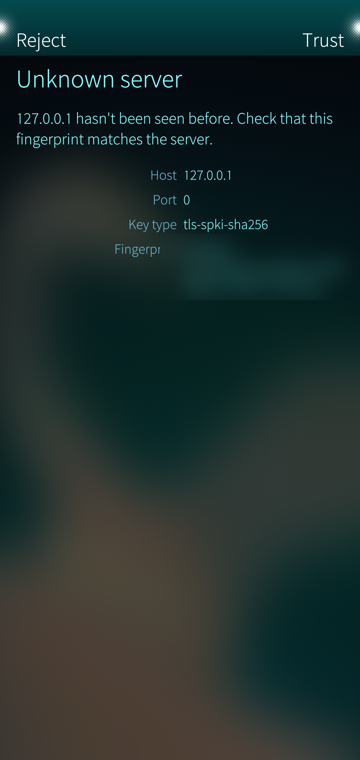 Reject
Trust
Unknown server
127.0.0.1 hasn't been seen before. Check that this
fingerprint matches the server.
Host 127.0.0.1
Port 0
Key type tls-spki-sha256
Fingerpr